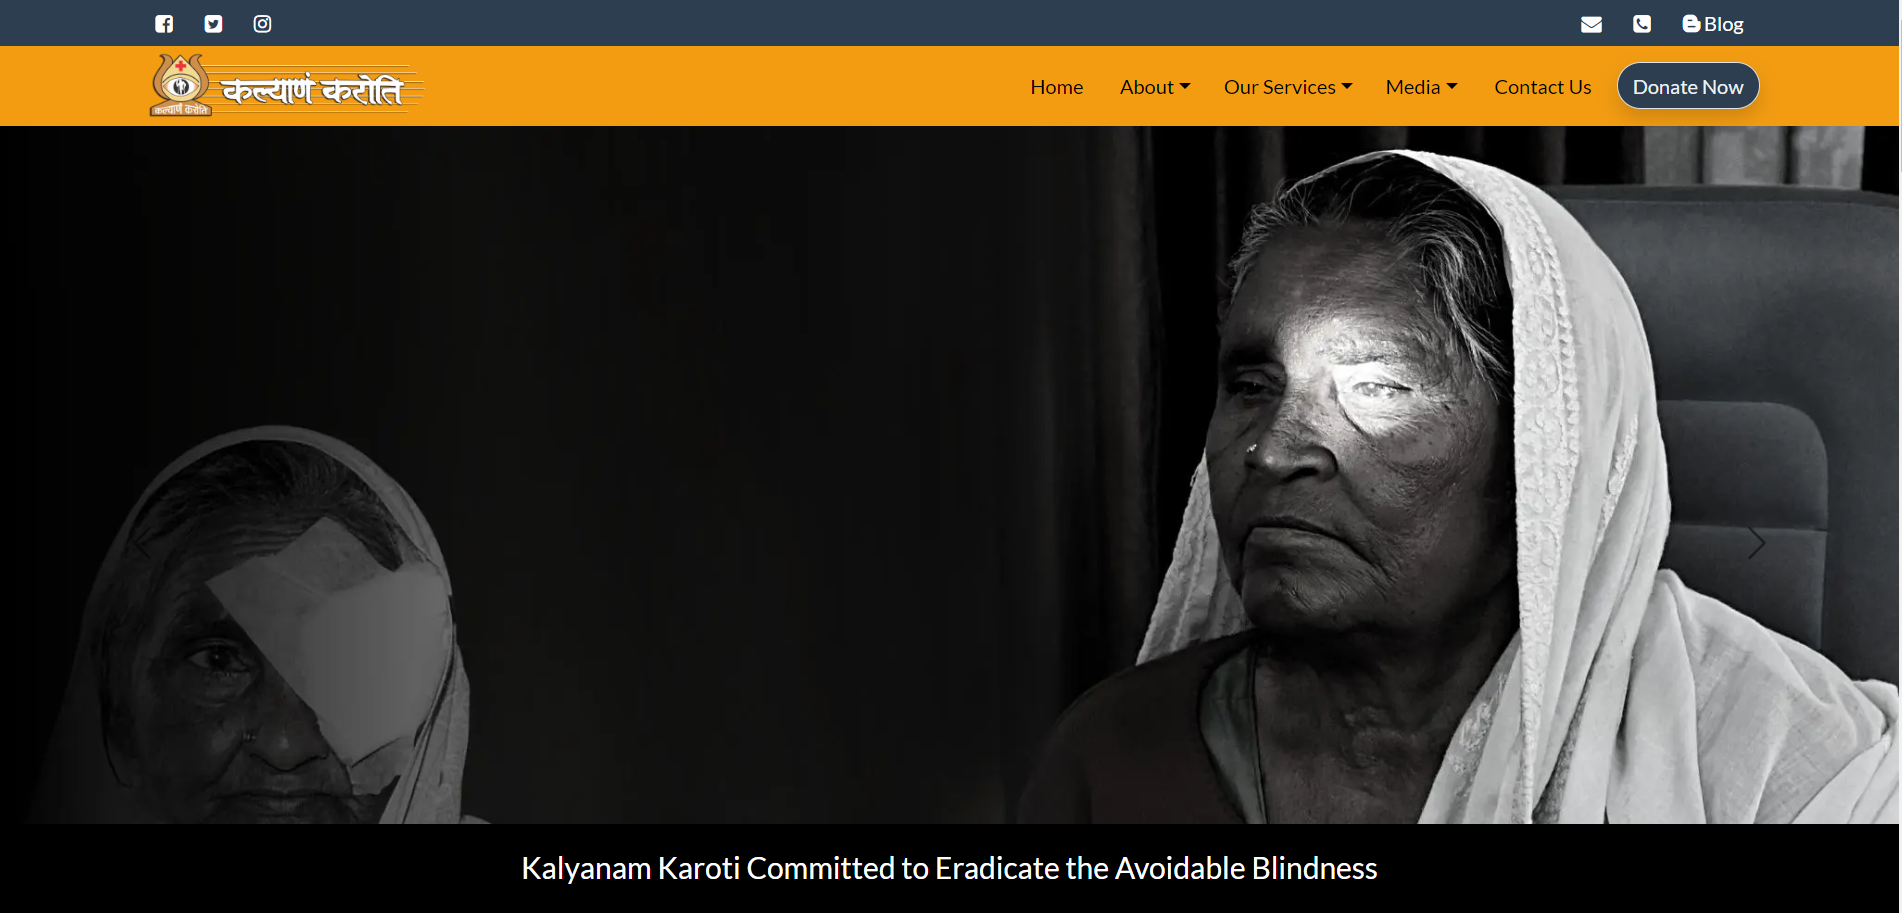 Blog
कल्याणं करोति
कल्याणं करोति
Home About Our Services Media Contact Us Donate Now
Kalyanam Karoti Committed to Eradicate the Avoidable Blindness